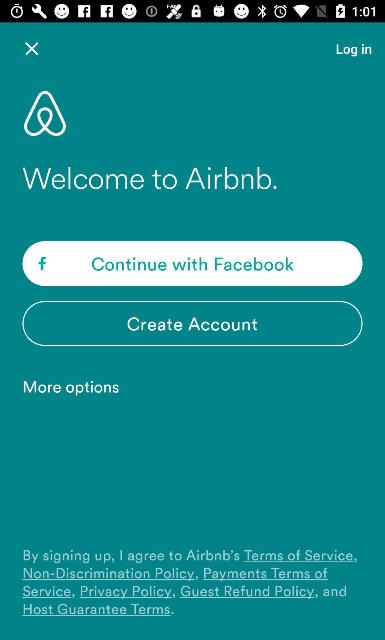 1:01
Log in
Welcome to Airbnb.
Continue with Facebook
Create Account
More options
By signing up, I agree to Airbnb's Terms of Service,
Non-Discrimination Policy, Payments Terms of
Service, Privacy Policy, Guest Refund Policy, and
Host Guarantee Terms.